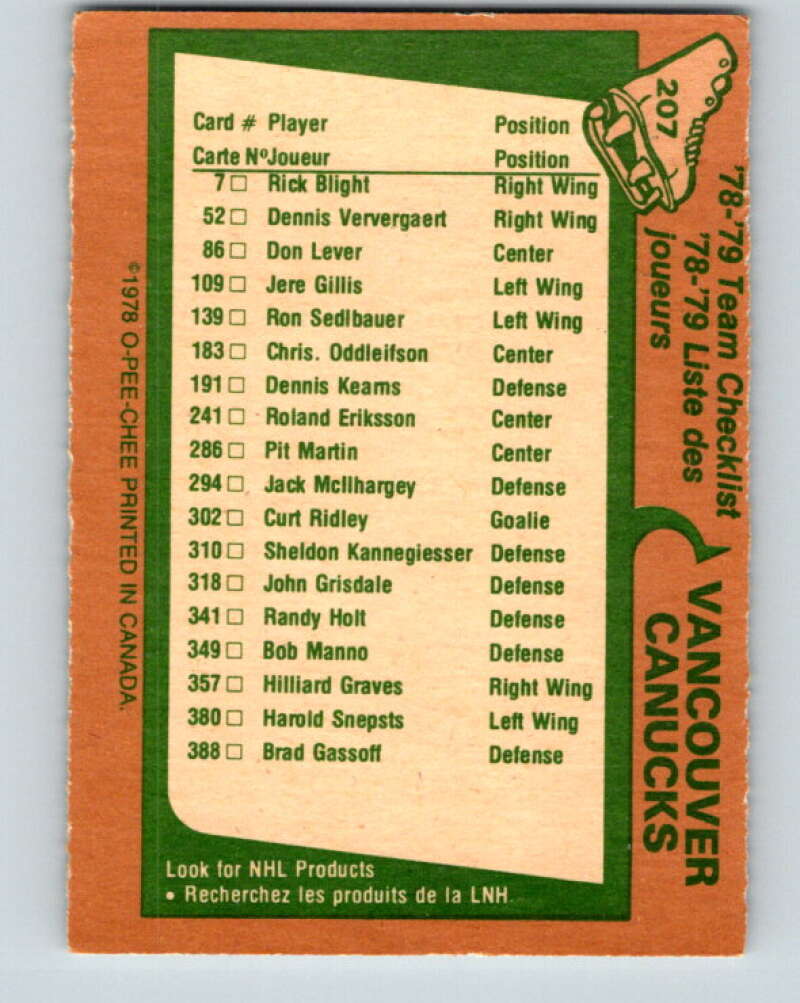 207
'78-'79 Team Checklist
'78-'79 Liste des
joueurs
VANCOUVER
CANUCKS
Card # Player Position
Carte Nº Joueur Position
7 □ Rick Blight Right Wing
52 □ Dennis Ververgaert Right Wing
86 □ Don Lever Center
109 □ Jere Gillis Left Wing
139 □ Ron Sedlbauer Left Wing
183 □ Chris. Oddleifson Center
191 □ Dennis Kearns Defense
241 □ Roland Eriksson Center
286 □ Pit Martin Center
294 □ Jack McIlhargey Defense
302 □ Curt Ridley Goalie
310 □ Sheldon Kannegiesser Defense
318 □ John Grisdale Defense
341 □ Randy Holt Defense
349 □ Bob Manno Defense
357 □ Hilliard Graves Right Wing
380 □ Harold Snepsts Left Wing
388 □ Brad Gassoff Defense
Look for NHL Products
• Recherchez les produits de la LNH
©1978 O-PEE-CHEE PRINTED IN CANADA.